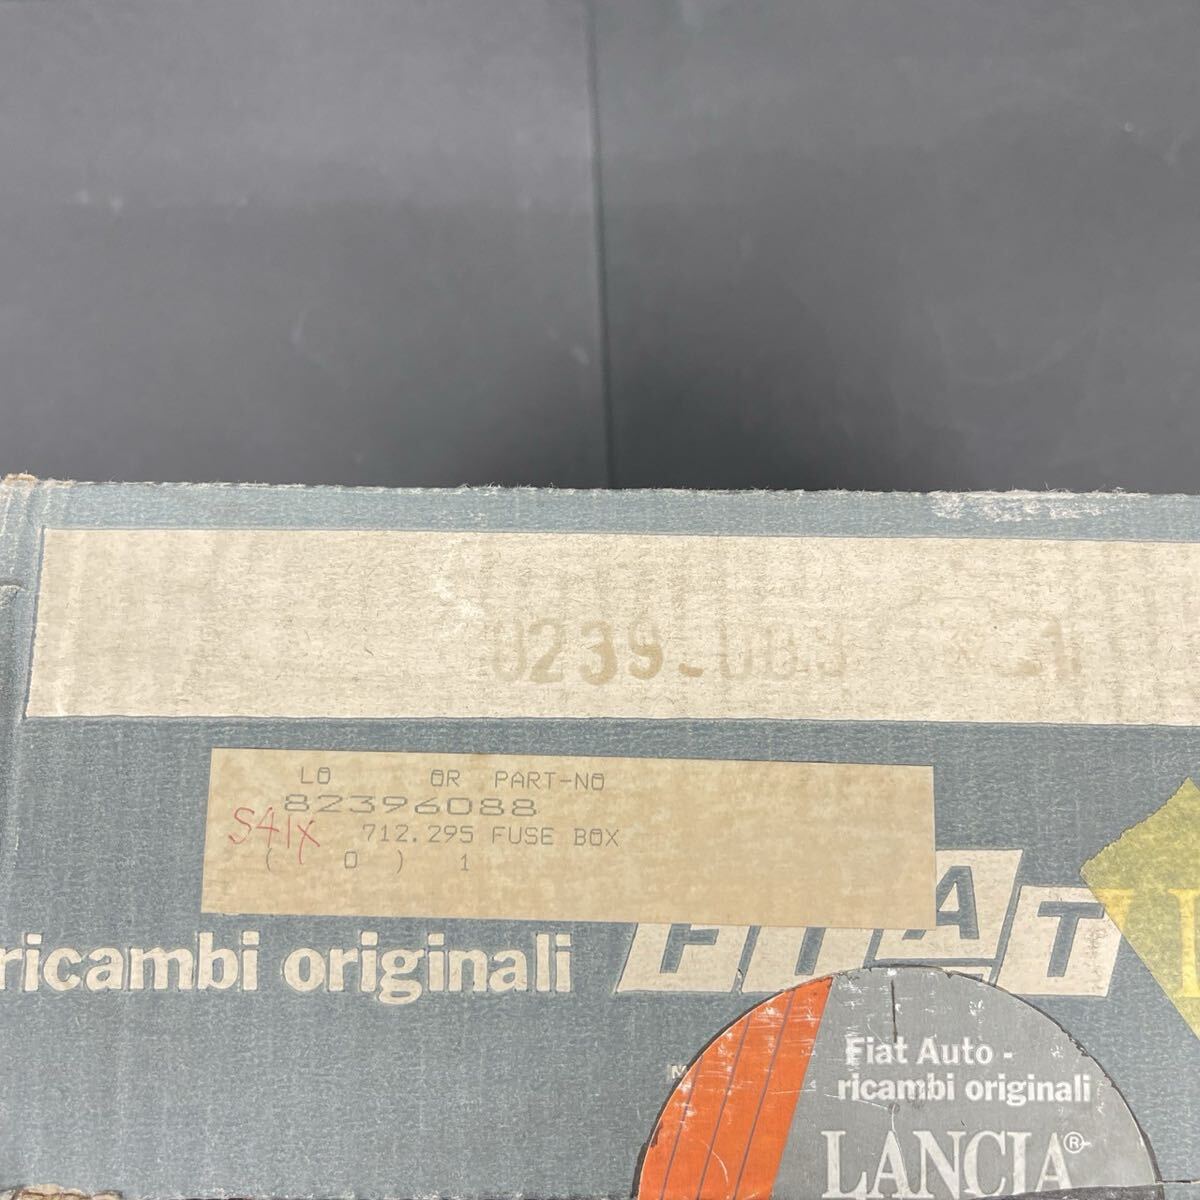 LO OR PART-NO
82396088
S41X 712.295 FUSE BOX
( 0 ) 1
ricambi originali FIAT
Fiat Auto -
ricambi originali
LANCIA®